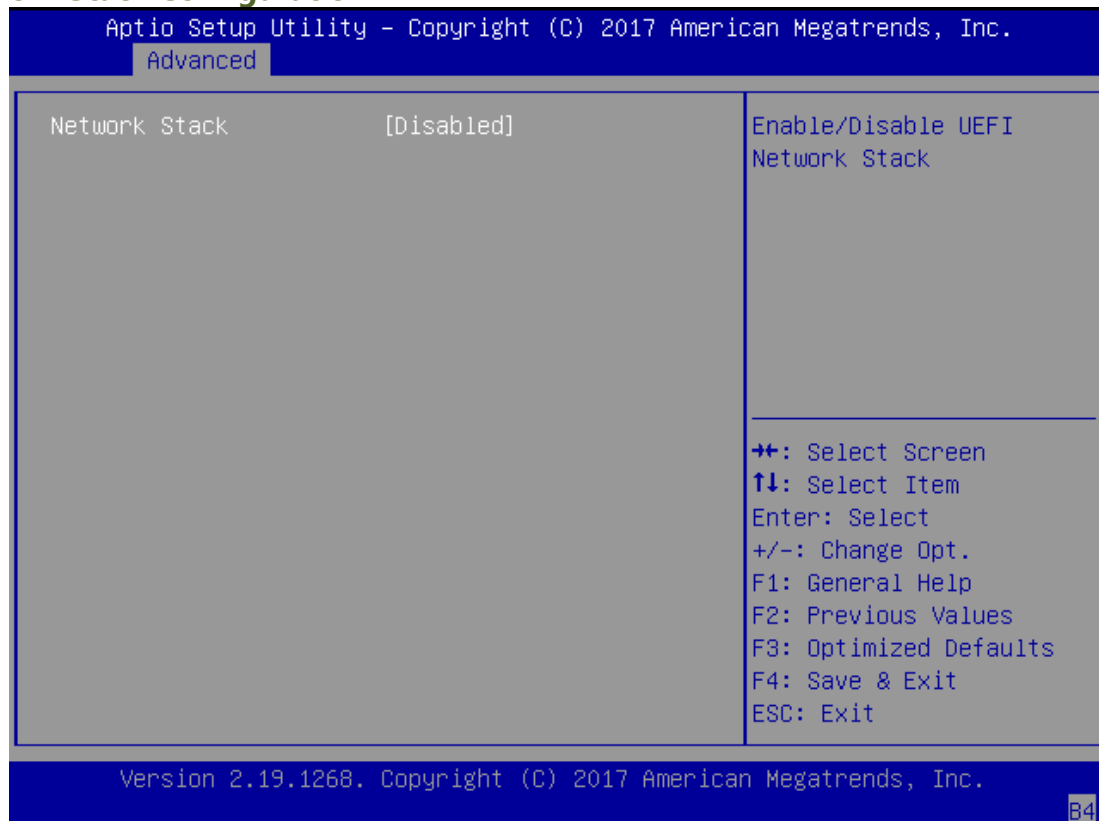 Aptio Setup Utility – Copyright (C) 2017 American Megatrends, Inc.
Advanced
Network Stack [Disabled]
Enable/Disable UEFI
Network Stack
→←: Select Screen
↑↓: Select Item
Enter: Select
+/-: Change Opt.
F1: General Help
F2: Previous Values
F3: Optimized Defaults
F4: Save & Exit
ESC: Exit
Version 2.19.1268. Copyright (C) 2017 American Megatrends, Inc.
B4